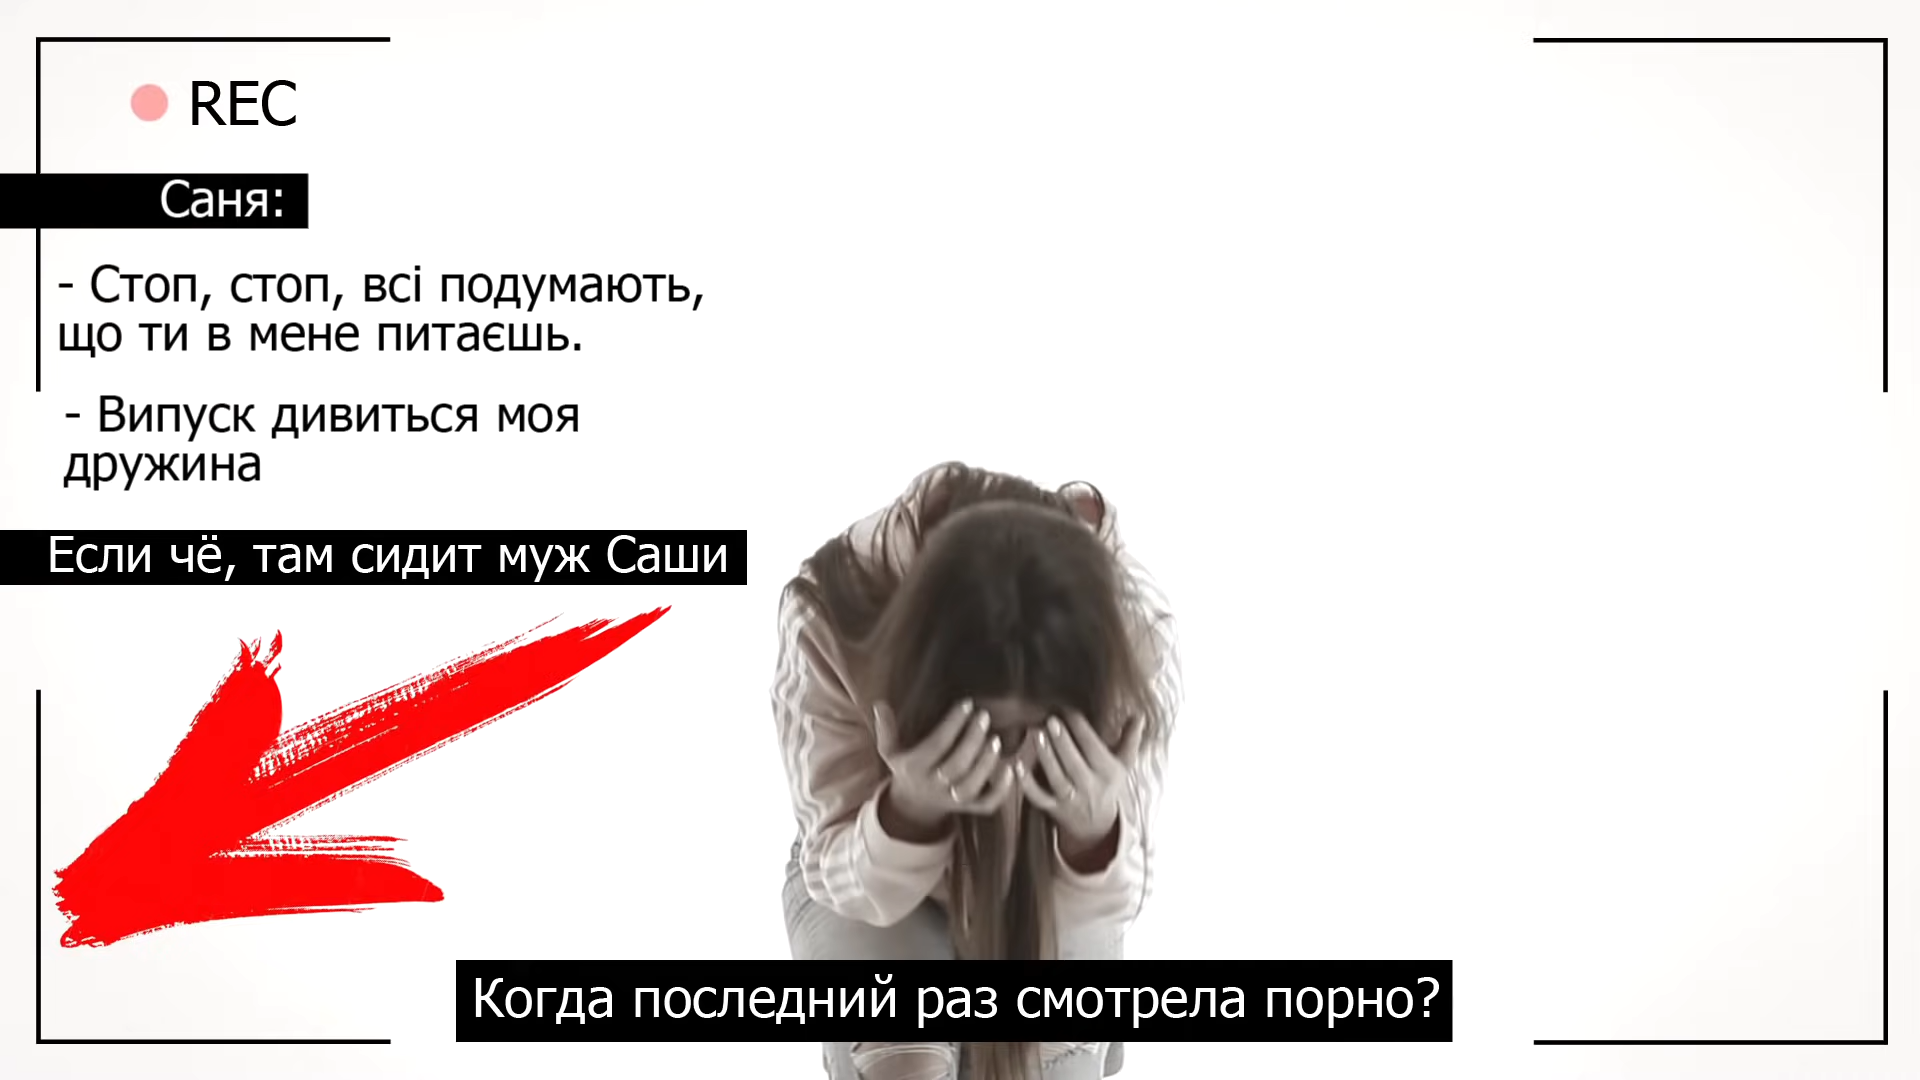 REC
Саня:
- Стоп, стоп, всі подумають,
що ти в мене питаєшь.
- Випуск дивиться моя
дружина
Если чё, там сидит муж Саши
Когда последний раз смотрела порно?